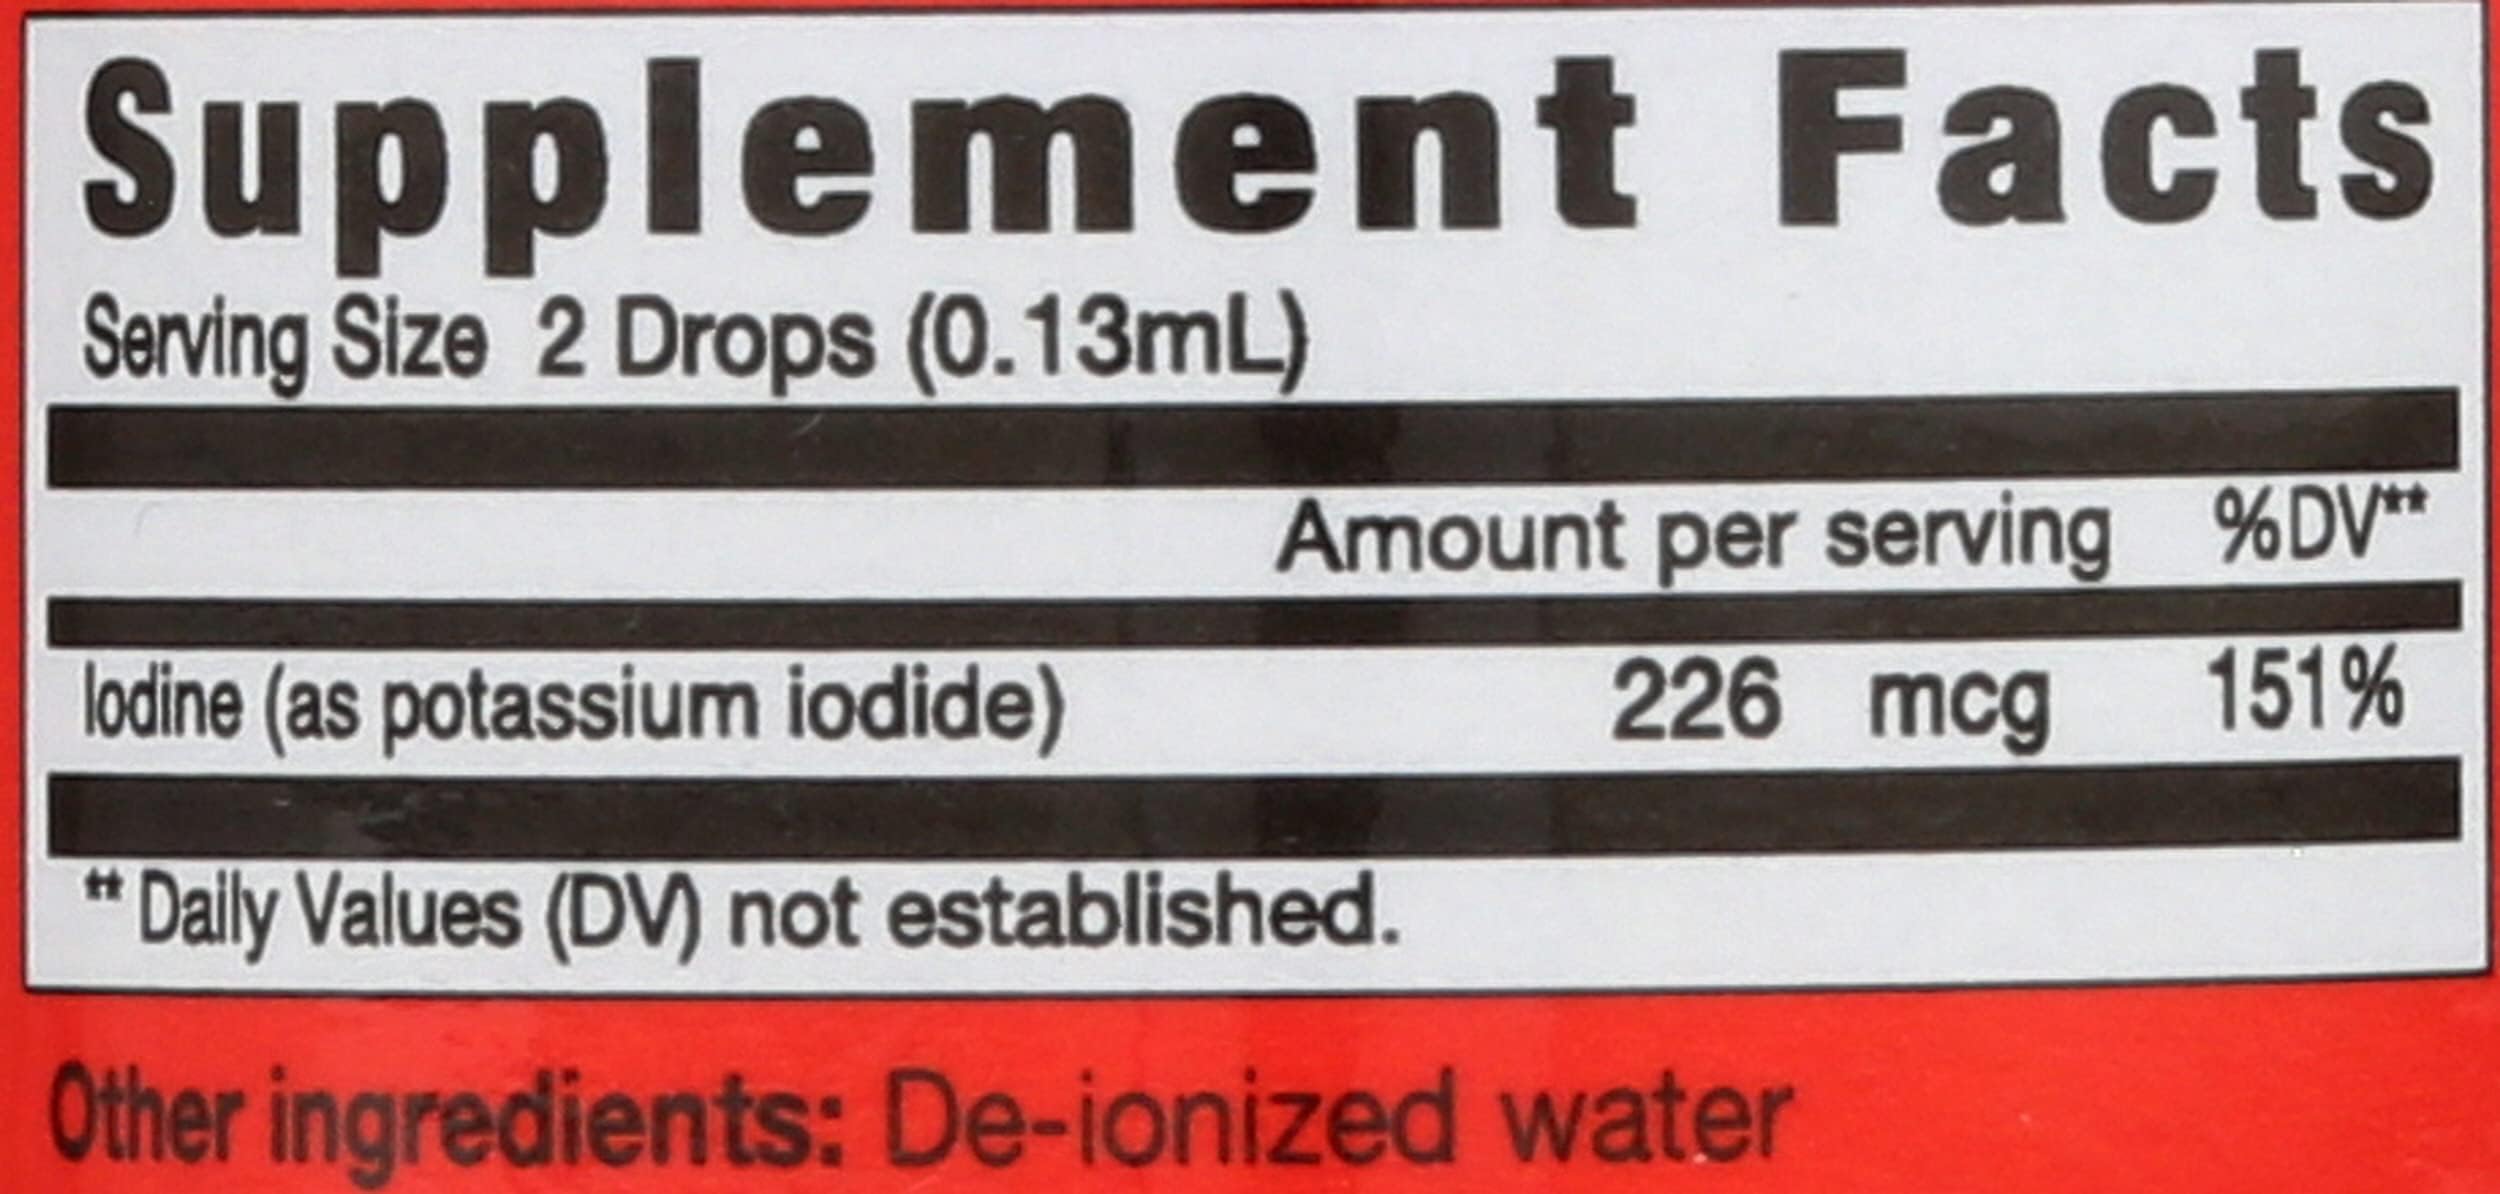 Supplement Facts
Serving Size 2 Drops (0.13mL)
Amount per serving %DV**
Iodine (as potassium iodide) 226 mcg 151%
** Daily Values (DV) not established.
Other ingredients: De-ionized water